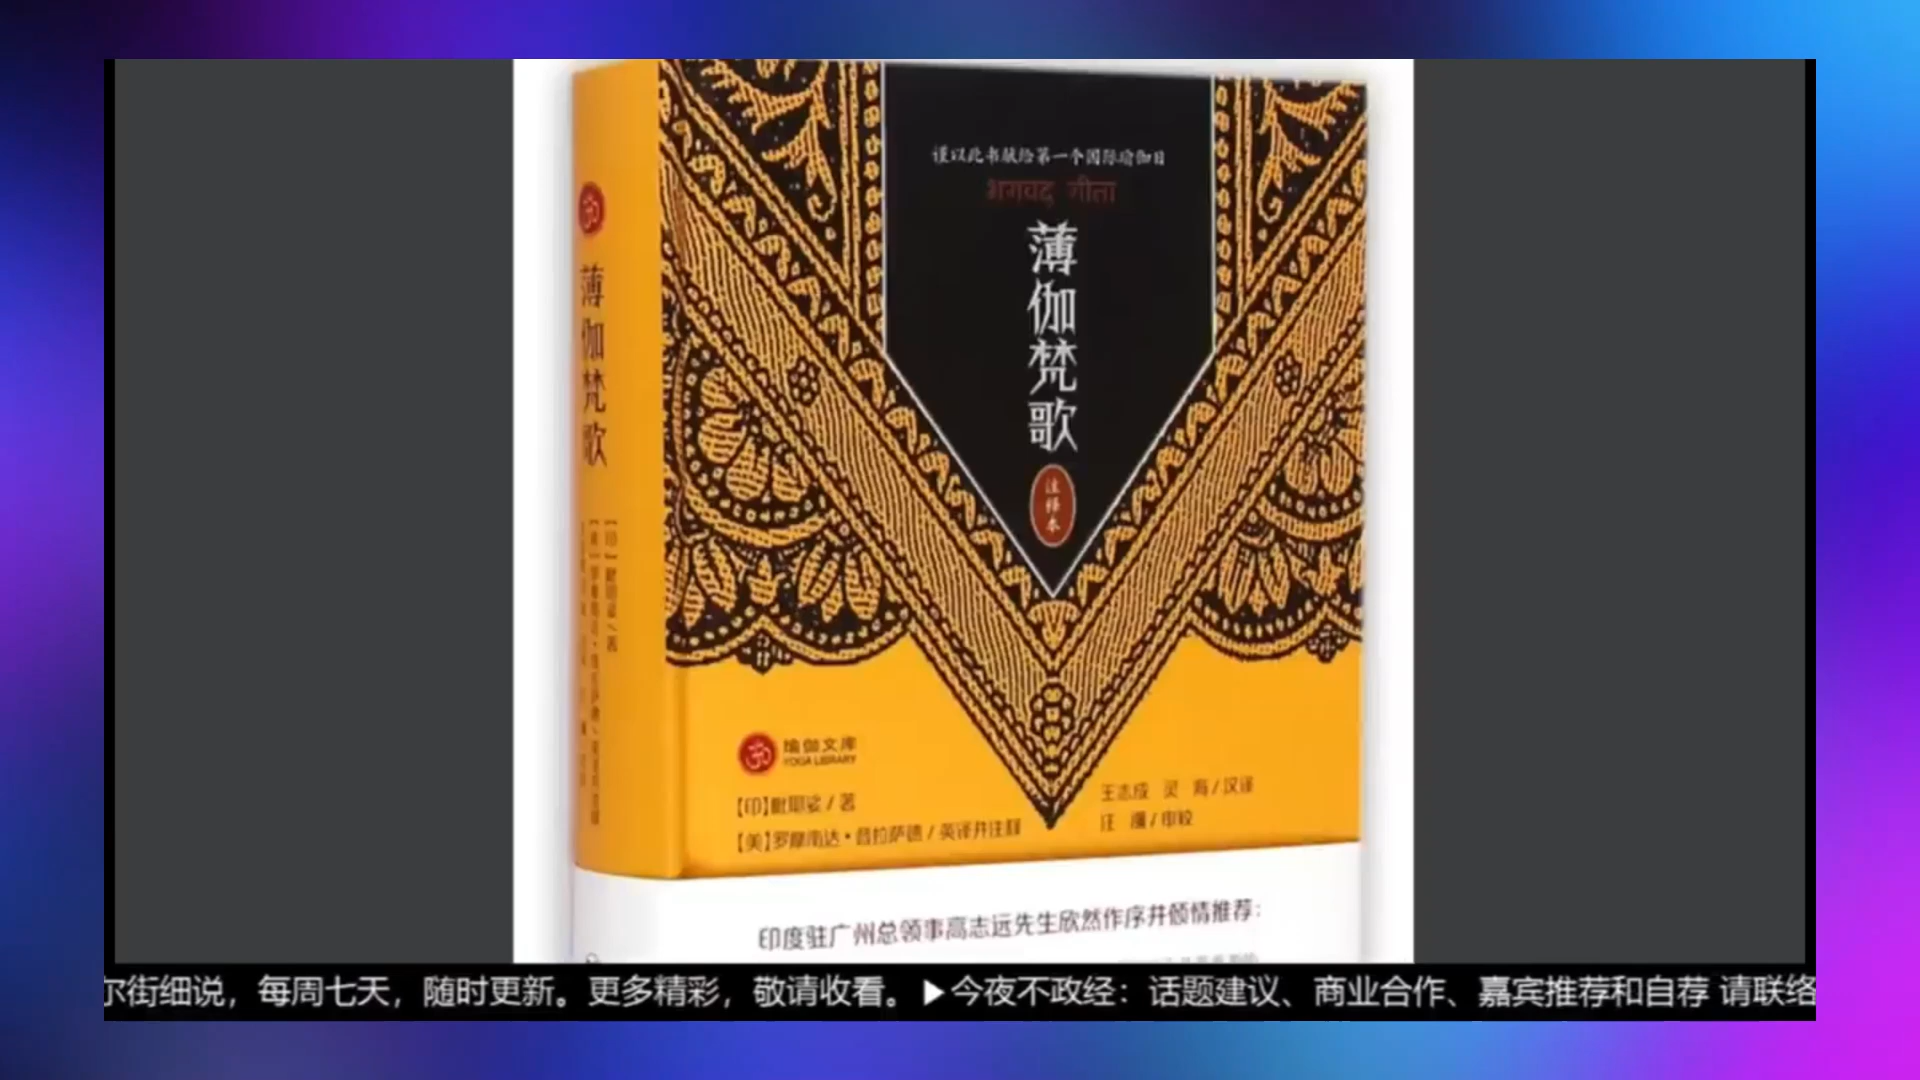 谨以此书献给第一个国际瑜伽日
भगवद् गीता
薄伽梵歌
注释本
薄伽梵歌
瑜伽文库
YOGA LIBRARY
【印】毗耶娑/著
【美】罗摩南达·普拉萨德/英译并注释
王志成 灵海/汉译
汪瀰/审校
印度驻广州总领事高志远先生欣然作序并倾情推荐:
尔街细说，每周七天，随时更新。更多精彩，敬请收看。▶今夜不政经：话题建议、商业合作、嘉宾推荐和自荐 请联络